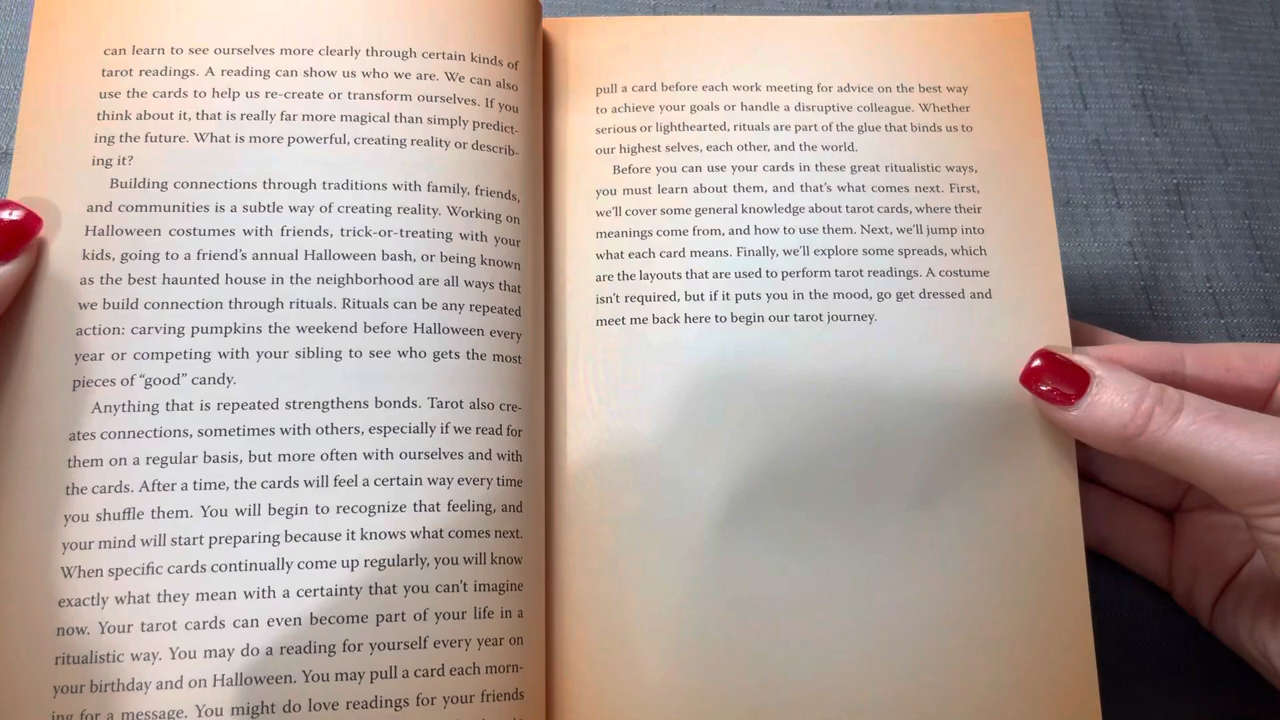 can learn to see ourselves more clearly through certain kinds of
tarot readings. A reading can show us who we are. We can also
use the cards to help us re-create or transform ourselves. If you
think about it, that is really far more magical than simply predict-
ing the future. What is more powerful, creating reality or describ-
ing it?
Building connections through traditions with family, friends,
and communities is a subtle way of creating reality. Working on
Halloween costumes with friends, trick-or-treating with your
kids, going to a friend's annual Halloween bash, or being known
as the best haunted house in the neighborhood are all ways that
we build connection through rituals. Rituals can be any repeated
action: carving pumpkins the weekend before Halloween every
year or competing with your sibling to see who gets the most
pieces of “good” candy.
Anything that is repeated strengthens bonds. Tarot also cre-
ates connections, sometimes with others, especially if we read for
them on a regular basis, but more often with ourselves and with
the cards. After a time, the cards will feel a certain way every time
you shuffle them. You will begin to recognize that feeling, and
your mind will start preparing because it knows what comes next.
When specific cards continually come up regularly, you will know
exactly what they mean with a certainty that you can't imagine
now. Your tarot cards can even become part of your life in a
ritualistic way. You may do a reading for yourself every year on
your birthday and on Halloween. You may pull a card each morn-
ing for a message. You might do love readings for your friends
pull a card before each work meeting for advice on the best way
to achieve your goals or handle a disruptive colleague. Whether
serious or lighthearted, rituals are part of the glue that binds us to
our highest selves, each other, and the world.
Before you can use your cards in these great ritualistic ways,
you must learn about them, and that's what comes next. First,
we'll cover some general knowledge about tarot cards, where their
meanings come from, and how to use them. Next, we'll jump into
what each card means. Finally, we'll explore some spreads, which
are the layouts that are used to perform tarot readings. A costume
isn't required, but if it puts you in the mood, go get dressed and
meet me back here to begin our tarot journey.